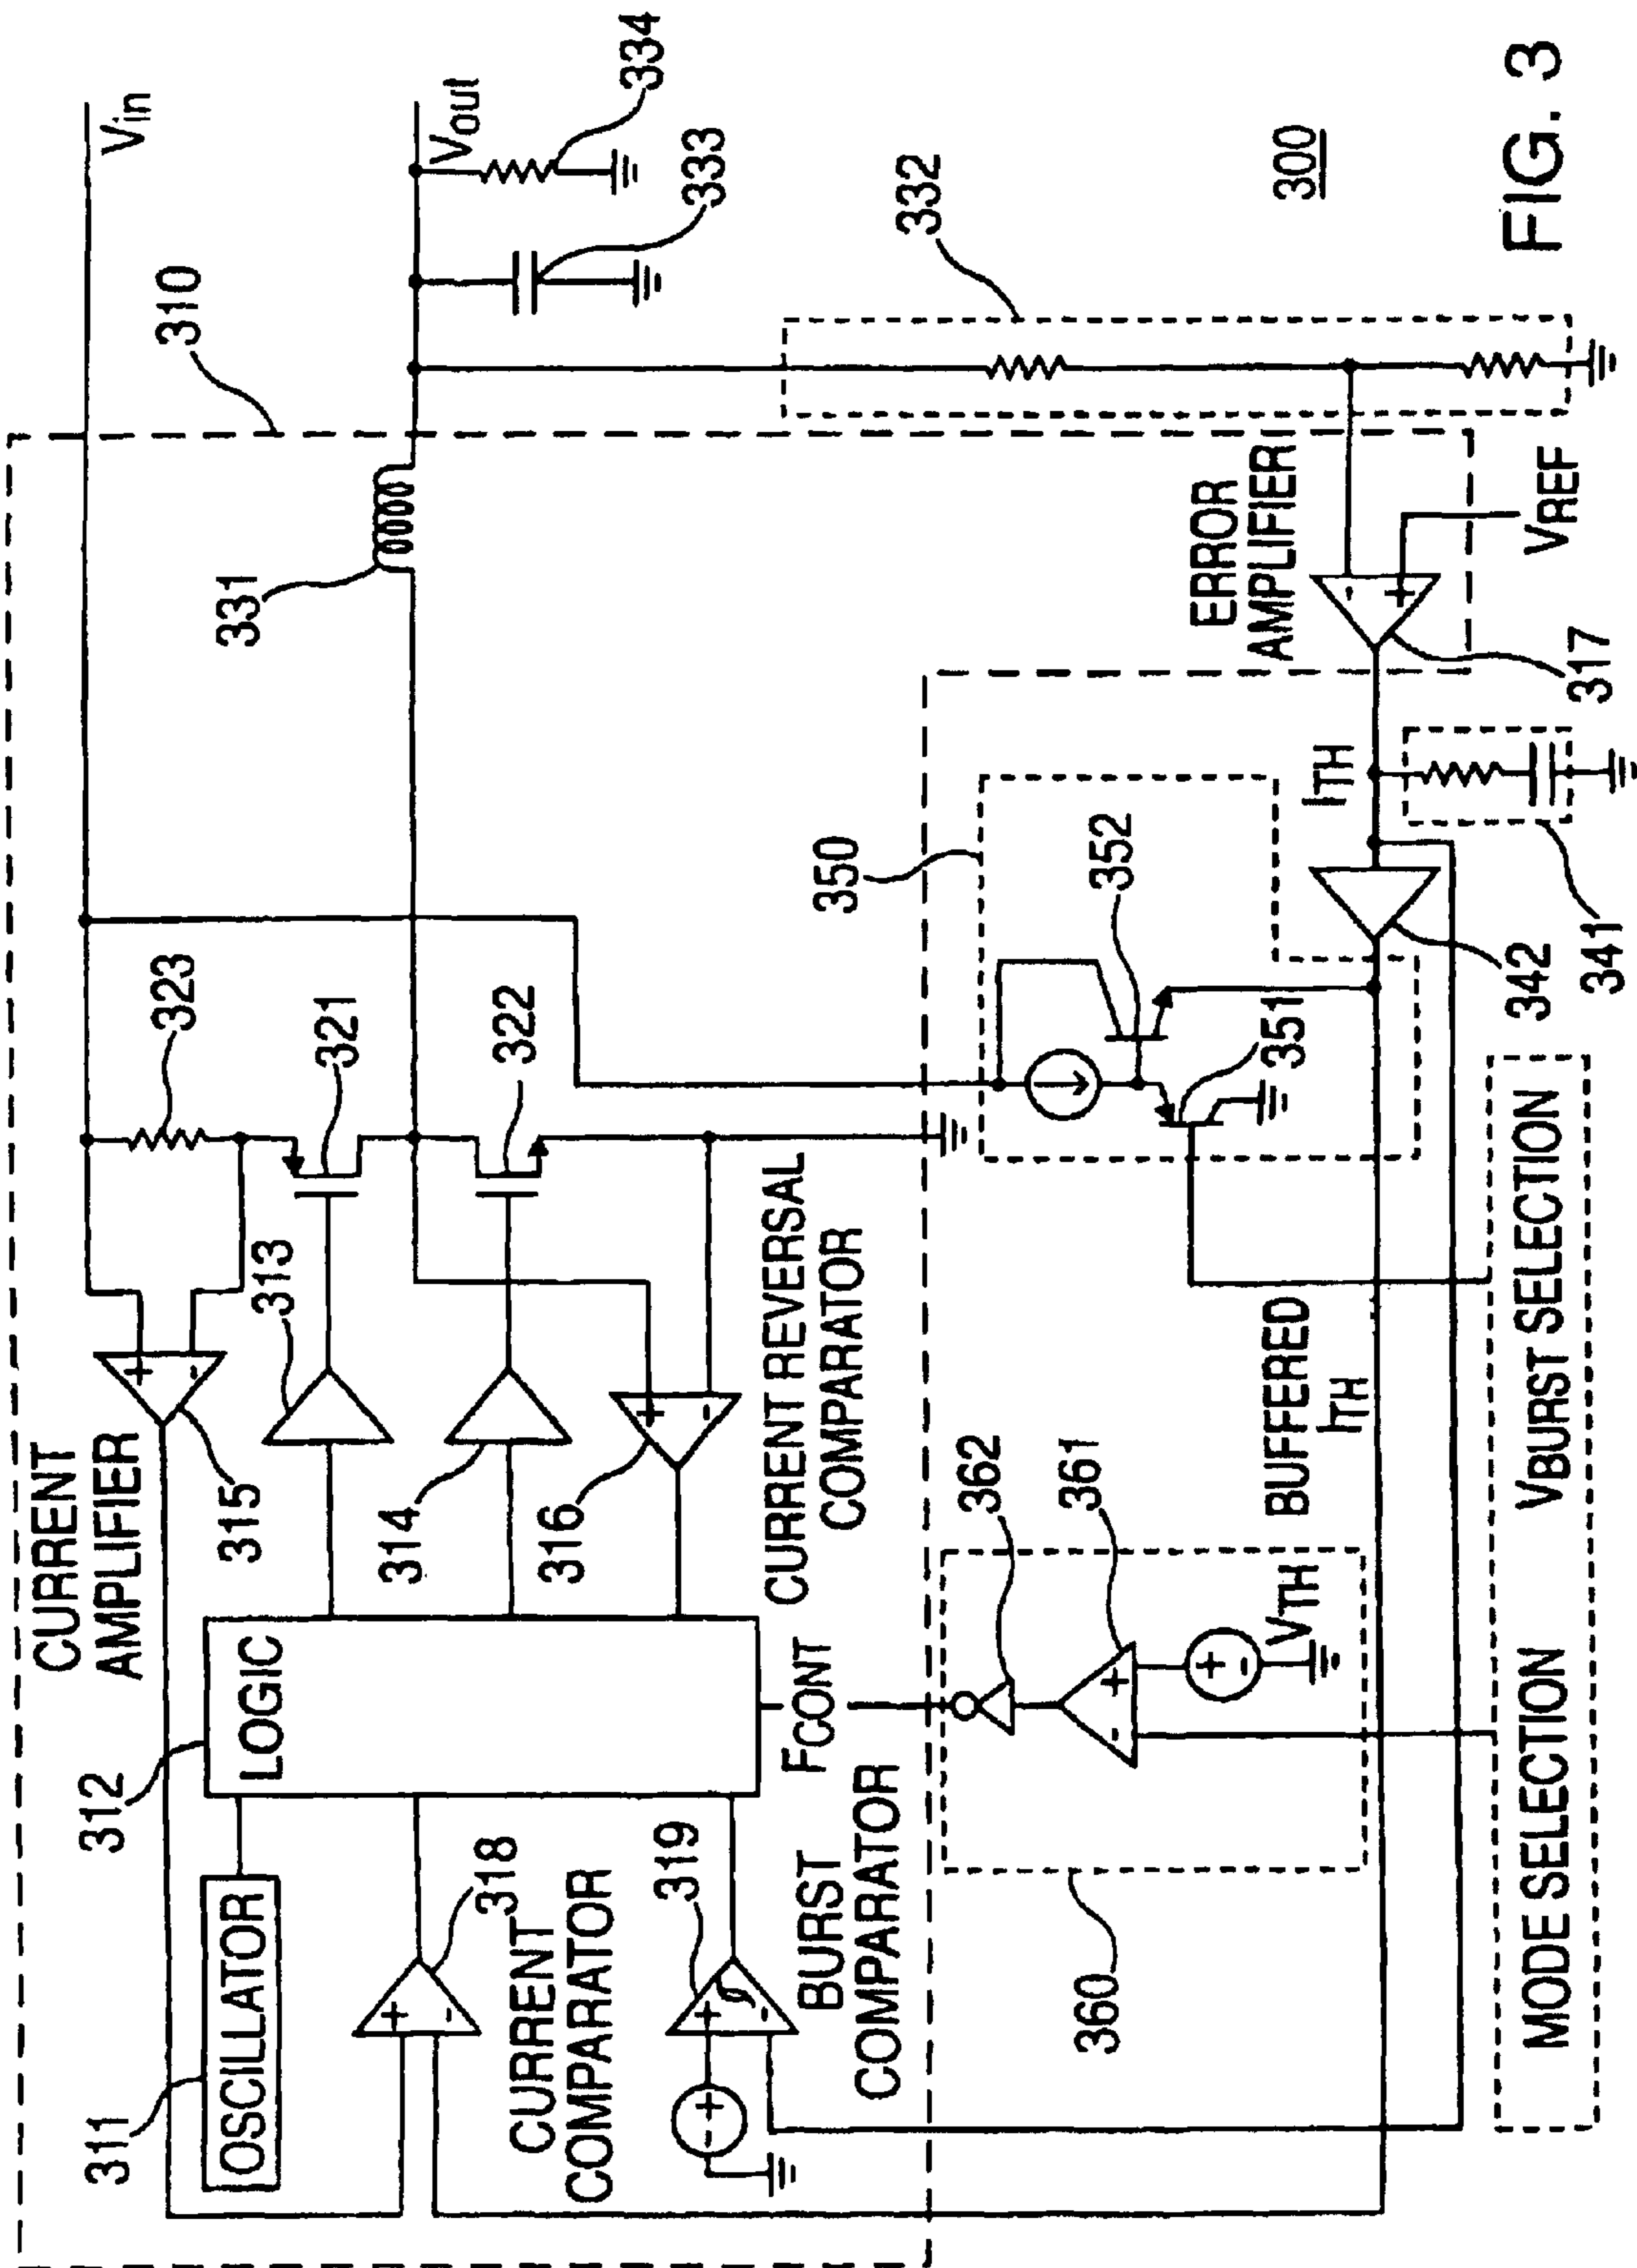 310
Vin
CURRENT
AMPLIFIER
315
323
313
321
331
Vout
334
311
OSCILLATOR
312
LOGIC
314
322
333
316
318
CURRENT
COMPARATOR
319
BURST
COMPARATOR
FCONT
CURRENT REVERSAL
COMPARATOR
350
332
360
362
361
VTH
BUFFERED
ITH
352
351
ITH
ERROR
AMPLIFIER
317
VREF
300
342
341
MODE SELECTION
VBURST SELECTION
FIG. 3
+
-
+
-
+
-
+
-
+
-
+
-
+
-
+
-